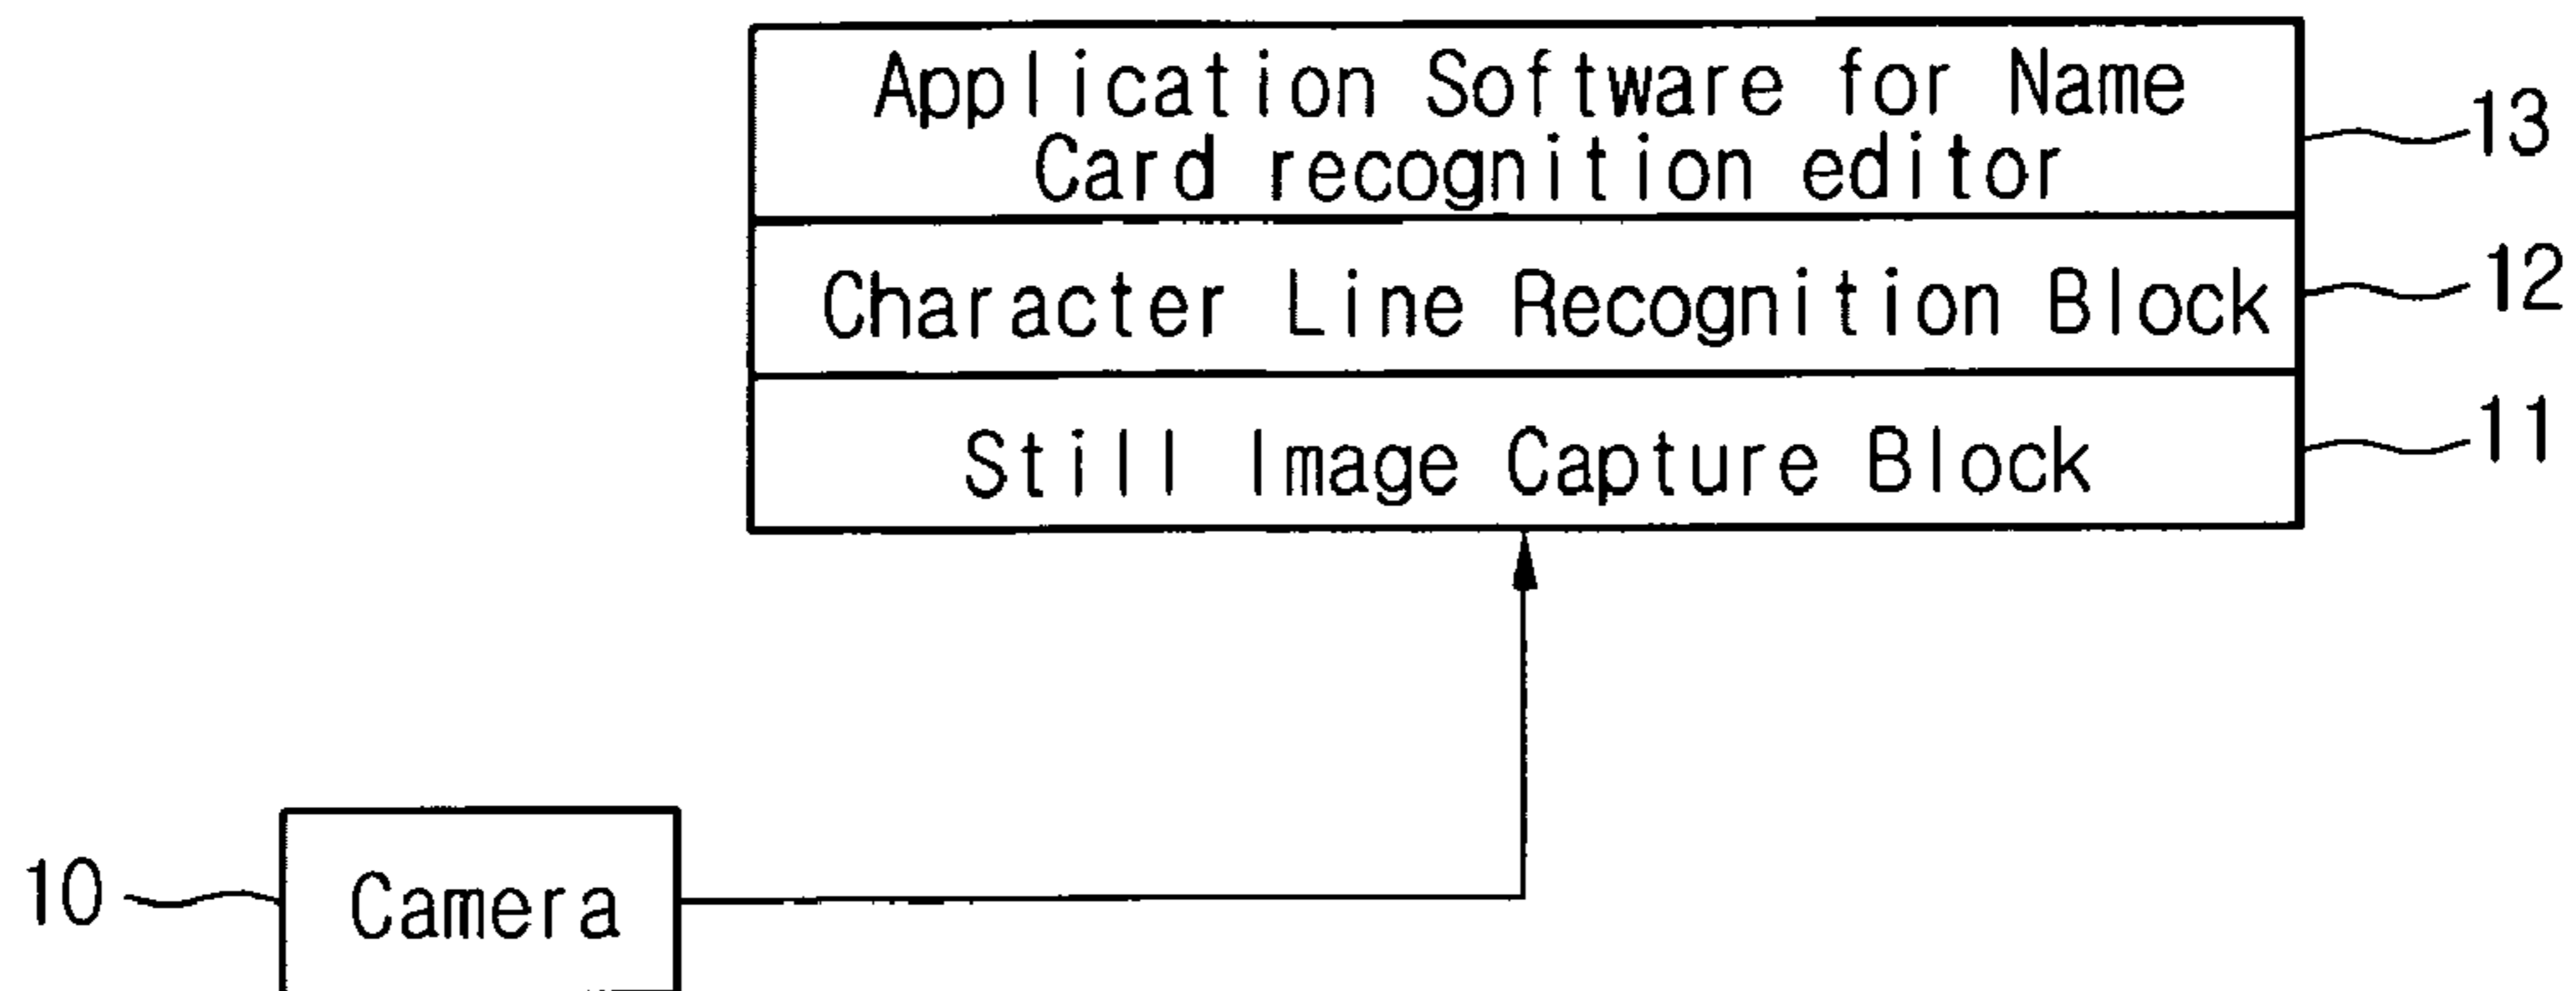 Application Software for Name
Card recognition editor
13
Character Line Recognition Block
12
Still Image Capture Block
11
10
Camera